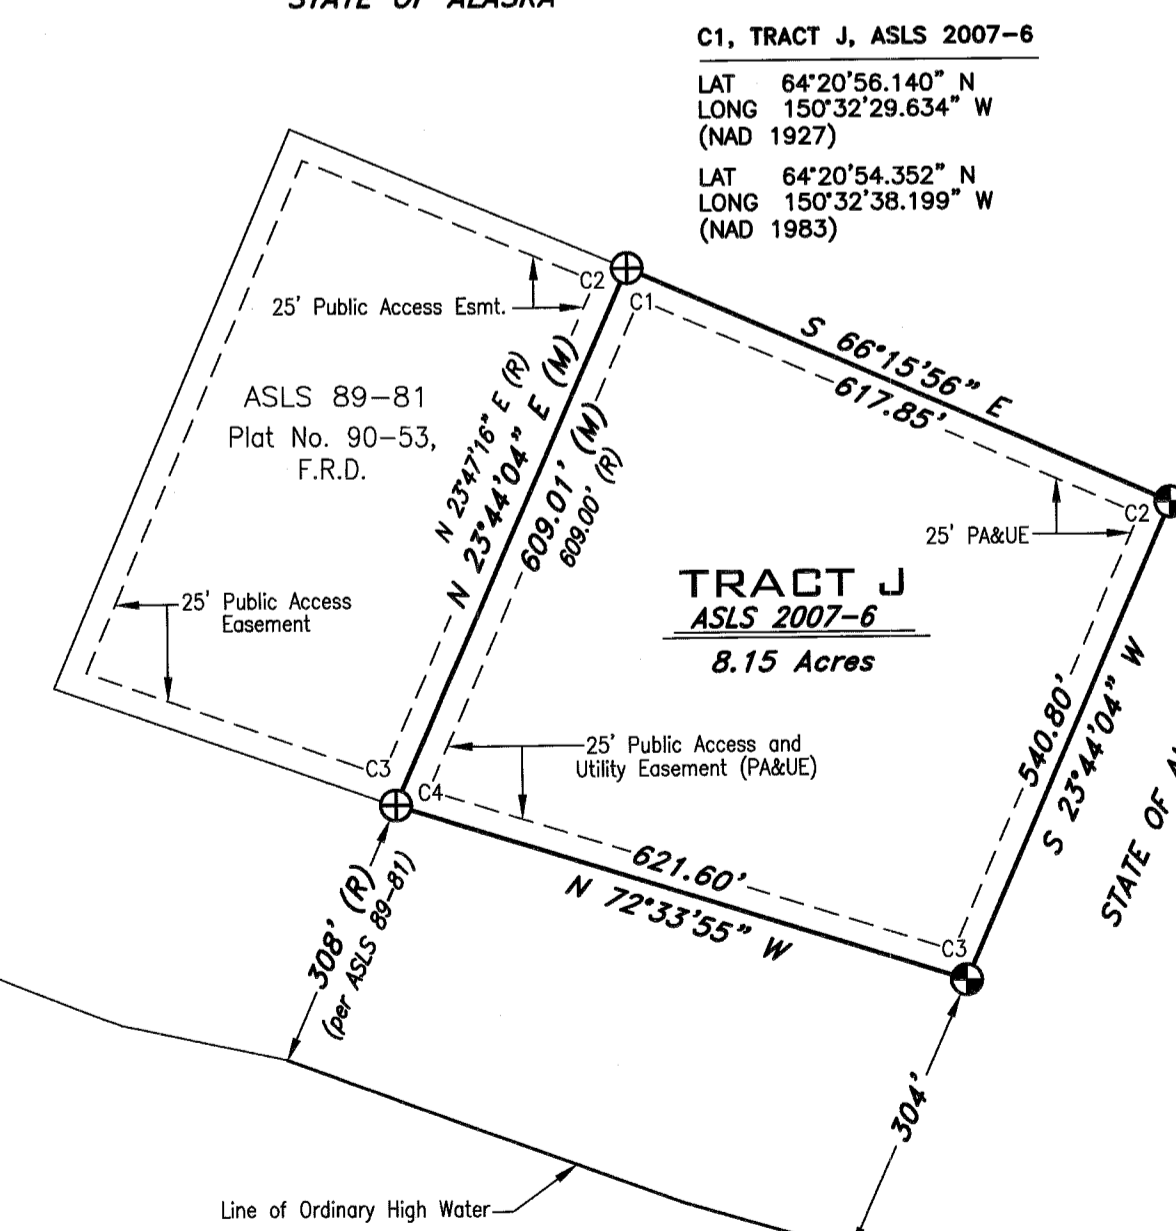 STATE OF ALASKA
C1, TRACT J, ASLS 2007-6
LAT 64°20'56.140" N
LONG 150°32'29.634" W
(NAD 1927)
LAT 64°20'54.352" N
LONG 150°32'38.199" W
(NAD 1983)
C2
C1
25' Public Access Esmt.
S 66°15'56" E
617.85'
ASLS 89-81
Plat No. 90-53,
F.R.D.
N 23°47'16" E (R)
N 23°44'04" E (M)
609.01' (M)
609.00' (R)
C2
25' PA&UE
TRACT J
ASLS 2007-6
8.15 Acres
25' Public Access
Easement
540.80'
S 23°44'04" W
STATE OF
25' Public Access and
Utility Easement (PA&UE)
C3
C4
621.60'
N 72°33'55" W
C3
308' (R)
(per ASLS 89-81)
304'
Line of Ordinary High Water